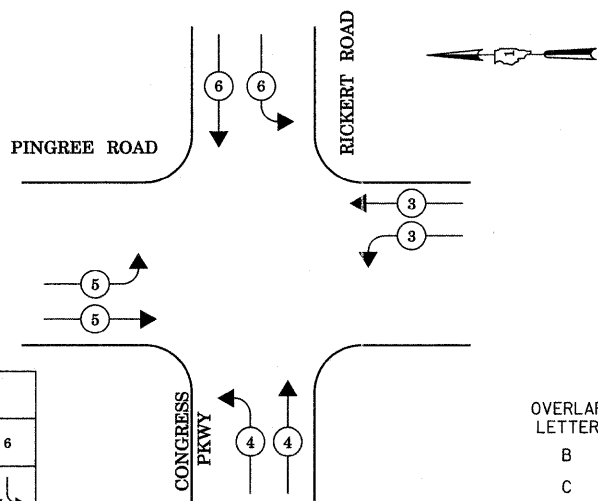 RICKERT ROAD
6 6
PINGREE ROAD
3
3
5
5
CONGRESS
PKWY
4 4
6
OVERLAP
LETTER
B
C